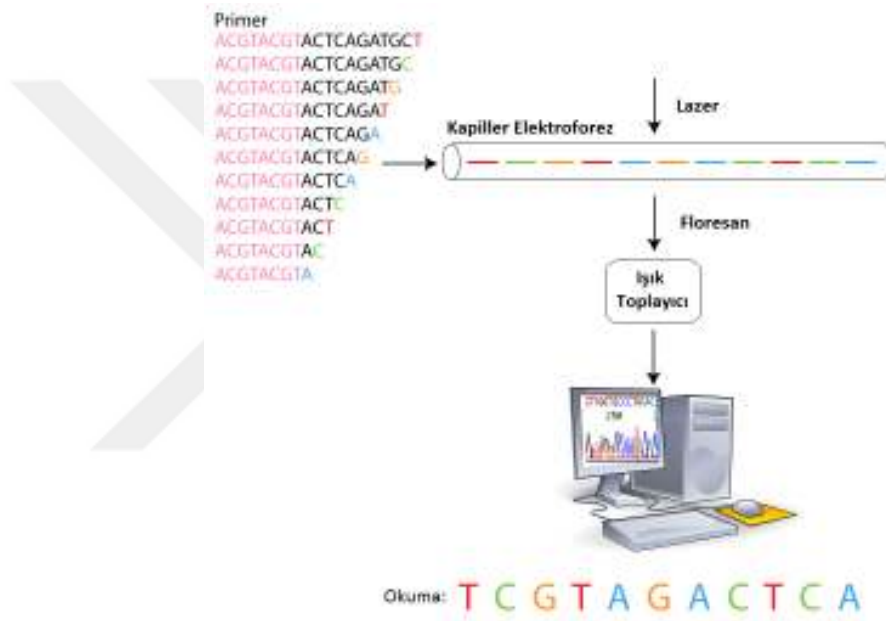 Primer
ACGTACGTACTCAGATGCT
ACGTACGTACTCAGATGC
ACGTACGTACTCAGATG
ACGTACGTACTCAGAT
ACGTACGTACTCAGA
ACGTACGTACTCAG
ACGTACGTACTCA
ACGTACGTACTC
ACGTACGTACT
ACGTACGTAC
ACGTACGTA
Lazer
Kapiller Elektroforez
Floresan
Işık
Toplayıcı
Okuma: T C G T A G A C T C A